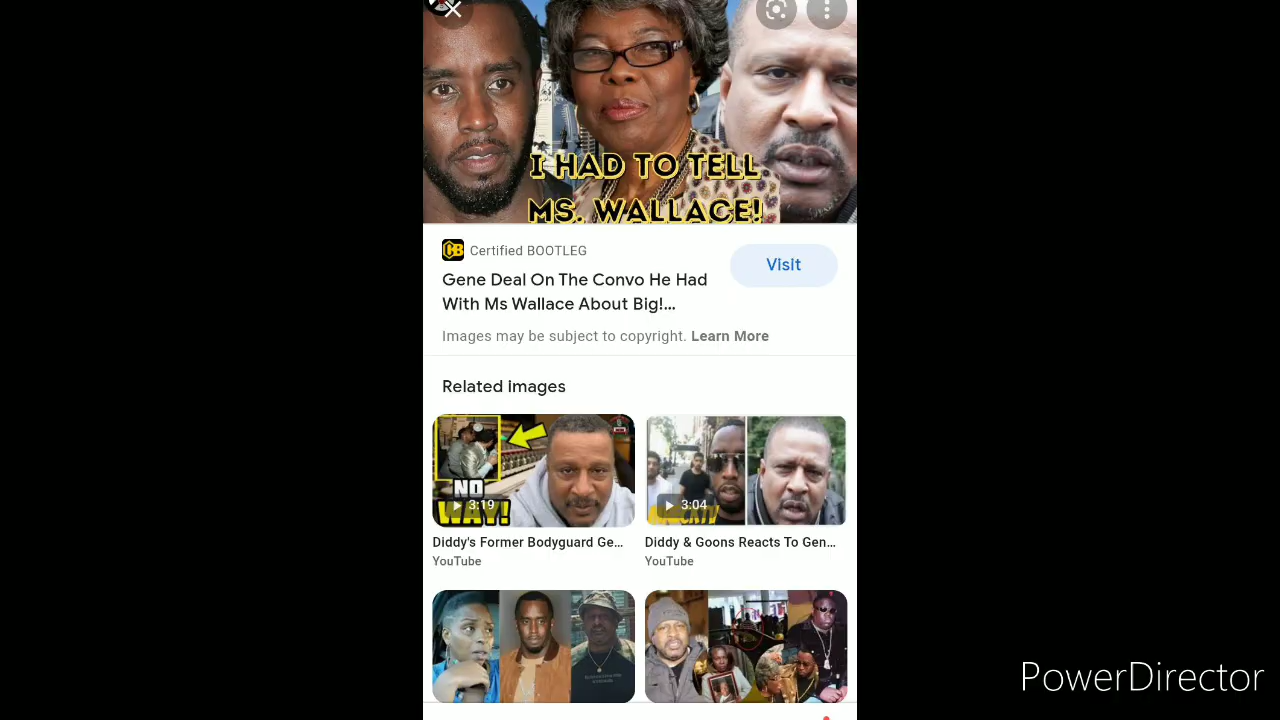 I HAD TO TELL
MS. WALLACE!
CB Certified BOOTLEG
Visit
Gene Deal On The Convo He Had
With Ms Wallace About Big!...
Images may be subject to copyright. Learn More
Related images
NO
WAY!
3:19
3:04
Diddy's Former Bodyguard Ge...
YouTube
Diddy & Goons Reacts To Gen...
YouTube
PowerDirector